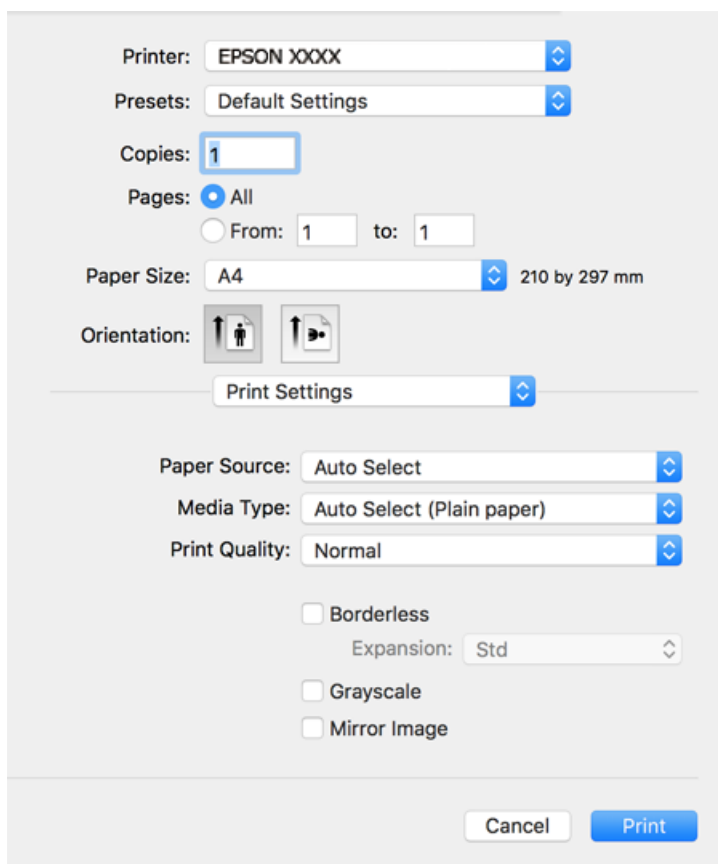 Printer: EPSON XXXX
Presets: Default Settings
Copies: 1
Pages: All
From: 1 to: 1
Paper Size: A4 210 by 297 mm
Orientation:
Print Settings
Paper Source: Auto Select
Media Type: Auto Select (Plain paper)
Print Quality: Normal
Borderless
Expansion: Std
Grayscale
Mirror Image
Cancel Print